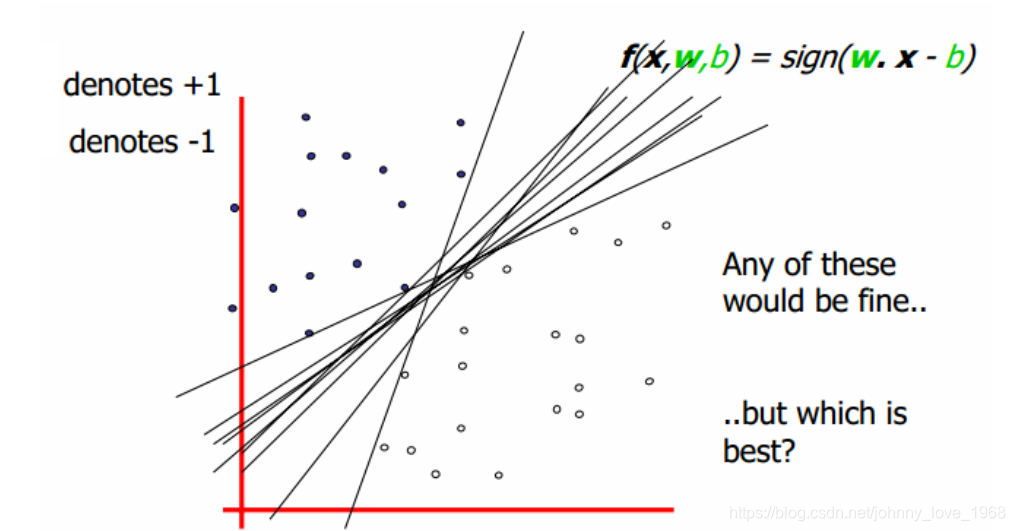 denotes +1
denotes -1
f(x,w,b) = sign(w. x - b)
Any of these
would be fine..
..but which is
best?
https://blog.csdn.net/johnny_love_1968